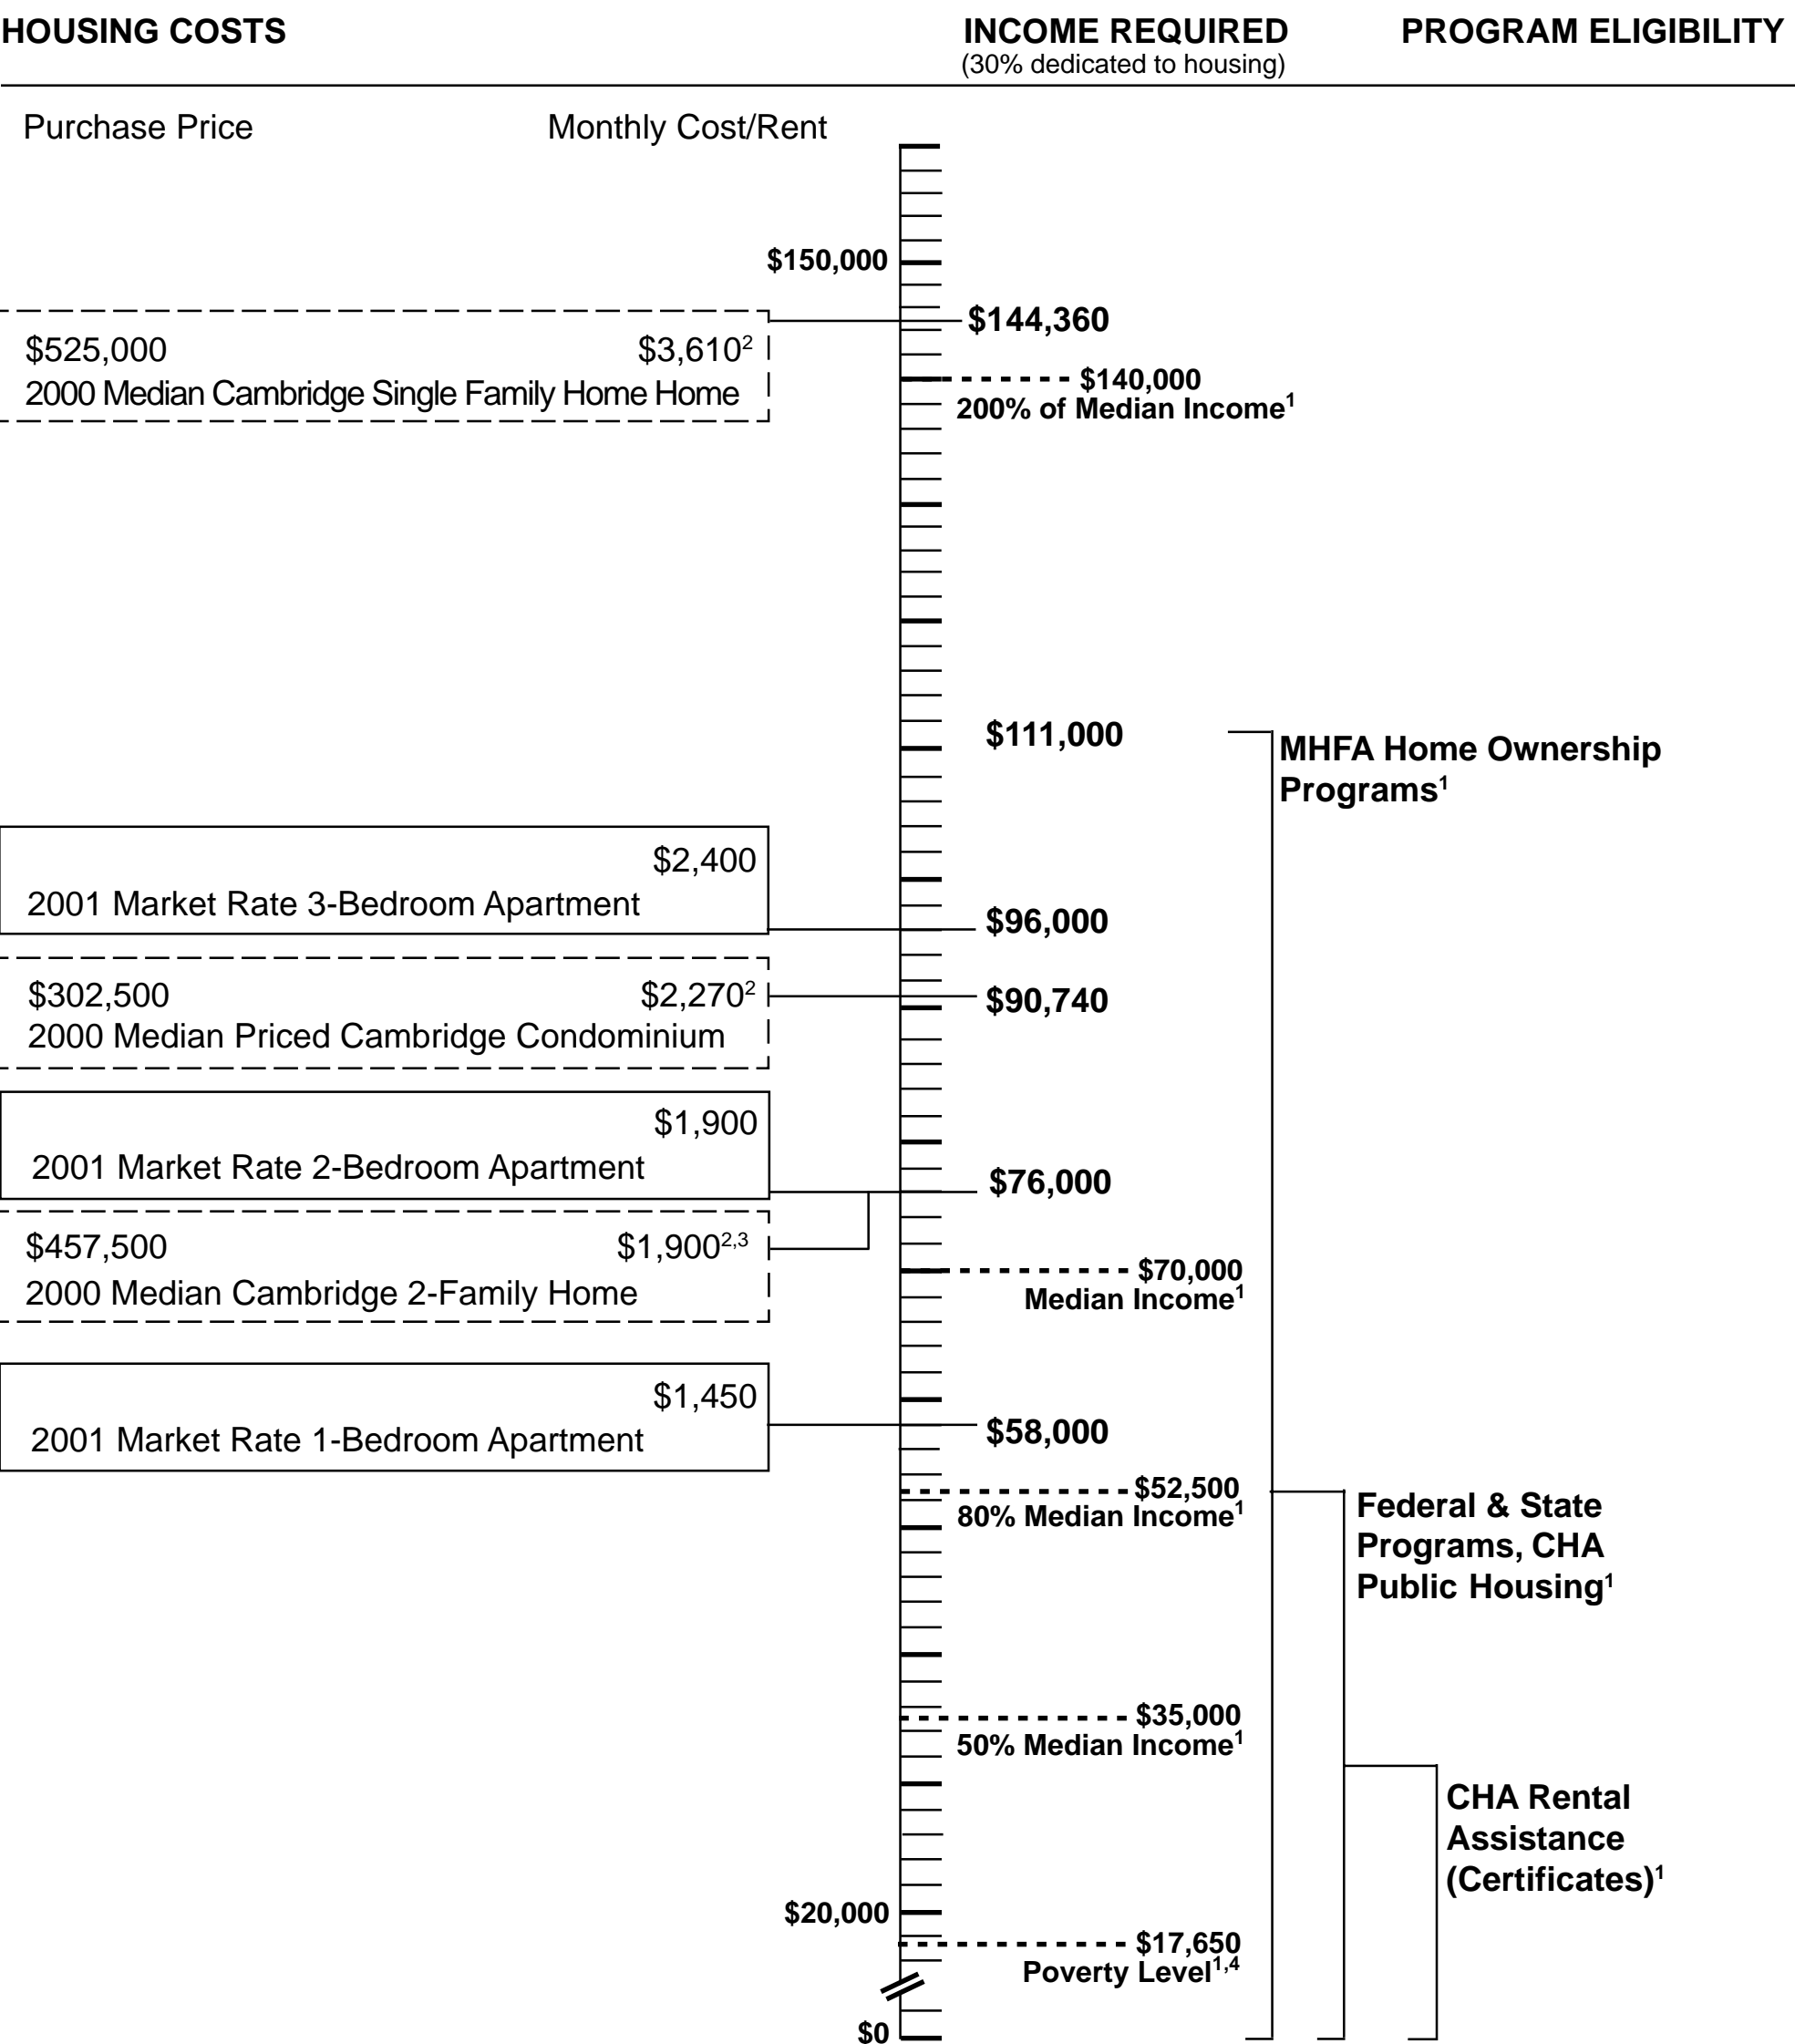 HOUSING COSTS
INCOME REQUIRED
(30% dedicated to housing)
PROGRAM ELIGIBILITY
Purchase Price
Monthly Cost/Rent
$150,000
$144,360
$525,000
$3,610²
2000 Median Cambridge Single Family Home Home
$140,000
200% of Median Income¹
$111,000
MHFA Home Ownership
Programs¹
$2,400
2001 Market Rate 3-Bedroom Apartment
$96,000
$302,500
$2,270²
2000 Median Priced Cambridge Condominium
$90,740
$1,900
2001 Market Rate 2-Bedroom Apartment
$76,000
$457,500
$1,900²,³
2000 Median Cambridge 2-Family Home
$70,000
Median Income¹
$1,450
2001 Market Rate 1-Bedroom Apartment
$58,000
$52,500
80% Median Income¹
Federal & State
Programs, CHA
Public Housing¹
$35,000
50% Median Income¹
CHA Rental
Assistance
(Certificates)¹
$20,000
$17,650
Poverty Level¹,⁴
$0